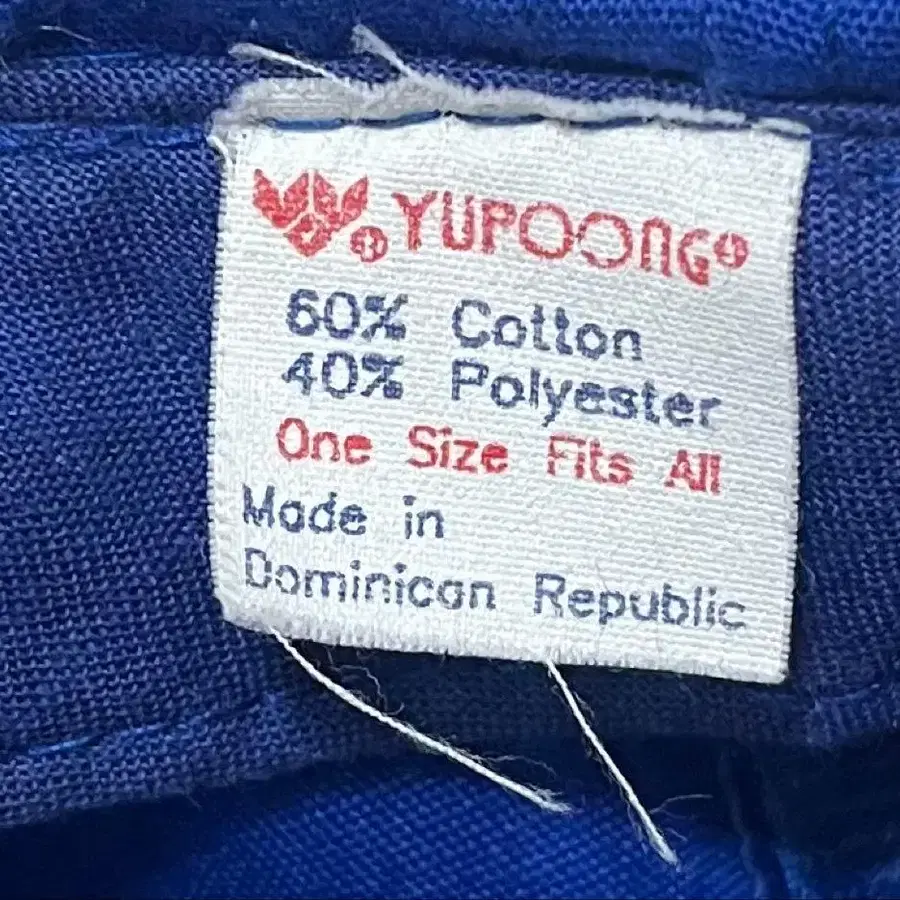 YUPOONG®
60% Cotton
40% Polyester
One Size Fits All
Made in
Dominican Republic